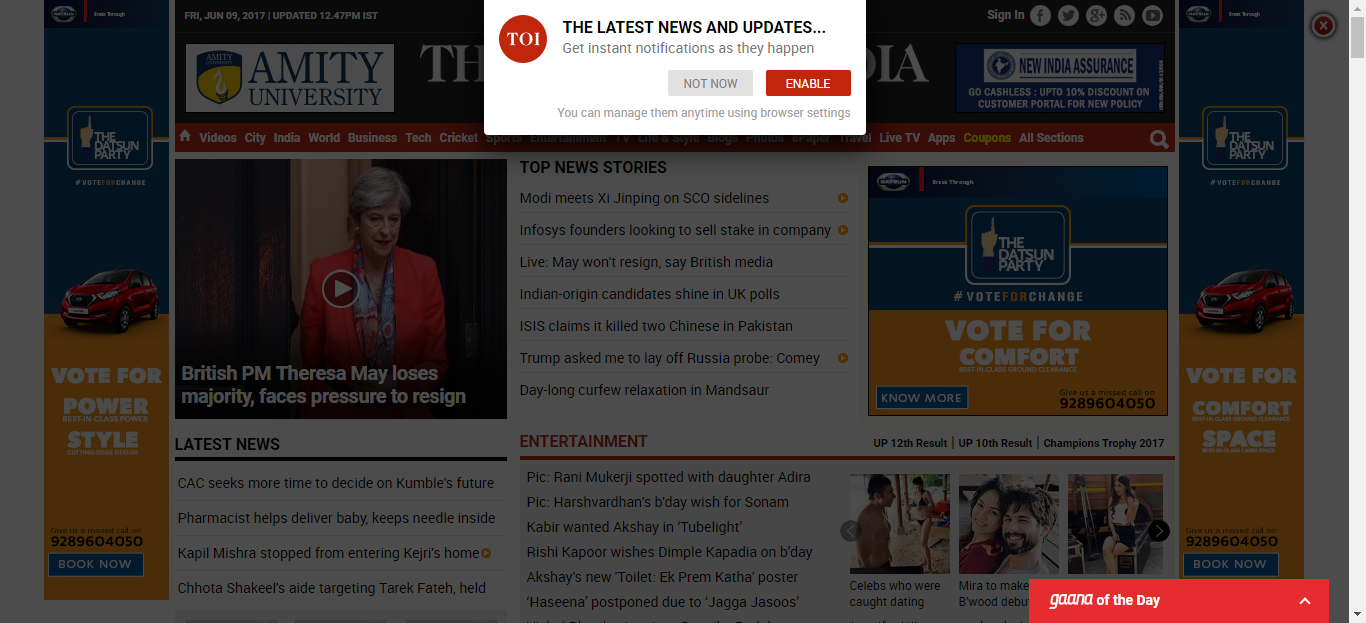 Break Through
FRI, JUN 09, 2017 | UPDATED 12.47PM IST
TOI
THE LATEST NEWS AND UPDATES...
Get instant notifications as they happen
NOT NOW
ENABLE
You can manage them anytime using browser settings
Sign In
Break Through
AMITY UNIVERSITY
AMITY
UNIVERSITY
TH
DIA
NEW INDIA ASSURANCE
GO CASHLESS : UPTO 10% DISCOUNT ON
CUSTOMER PORTAL FOR NEW POLICY
Videos City India World Business Tech Cricket Sports Entertainment TV Life & Style Blogs Photos ePaper Travel Live TV Apps Coupons All Sections
THE
DATSUN
PARTY
#VOTEFORCHANGE
VOTE FOR
POWER
BEST-IN-CLASS POWER
STYLE
CUTTING-EDGE DESIGN
Give us a missed call on
9289604050
BOOK NOW
British PM Theresa May loses
majority, faces pressure to resign
TOP NEWS STORIES
Modi meets Xi Jinping on SCO sidelines
Infosys founders looking to sell stake in company
Live: May won't resign, say British media
Indian-origin candidates shine in UK polls
ISIS claims it killed two Chinese in Pakistan
Trump asked me to lay off Russia probe: Comey
Day-long curfew relaxation in Mandsaur
DATSUN
Break Through
THE
DATSUN
PARTY
#VOTEFORCHANGE
VOTE FOR
COMFORT
BEST-IN-CLASS GROUND CLEARANCE
KNOW MORE
Give us a missed call on
9289604050
THE
DATSUN
PARTY
#VOTEFORCHANGE
VOTE FOR
COMFORT
BEST-IN-CLASS GROUND CLEARANCE
SPACE
BEST-IN-CLASS CABIN SPACE
Give us a missed call on
9289604050
BOOK NOW
LATEST NEWS
CAC seeks more time to decide on Kumble's future
Pharmacist helps deliver baby, keeps needle inside
Kapil Mishra stopped from entering Kejri's home
Chhota Shakeel's aide targeting Tarek Fateh, held
ENTERTAINMENT
UP 12th Result | UP 10th Result | Champions Trophy 2017
Pic: Rani Mukerji spotted with daughter Adira
Pic: Harshvardhan's b'day wish for Sonam
Kabir wanted Akshay in 'Tubelight'
Rishi Kapoor wishes Dimple Kapadia on b'day
Akshay's new 'Toilet: Ek Prem Katha' poster
'Haseena' postponed due to 'Jagga Jasoos'
Celebs who were
caught dating
Mira to make
B'wood debut
gaana of the Day